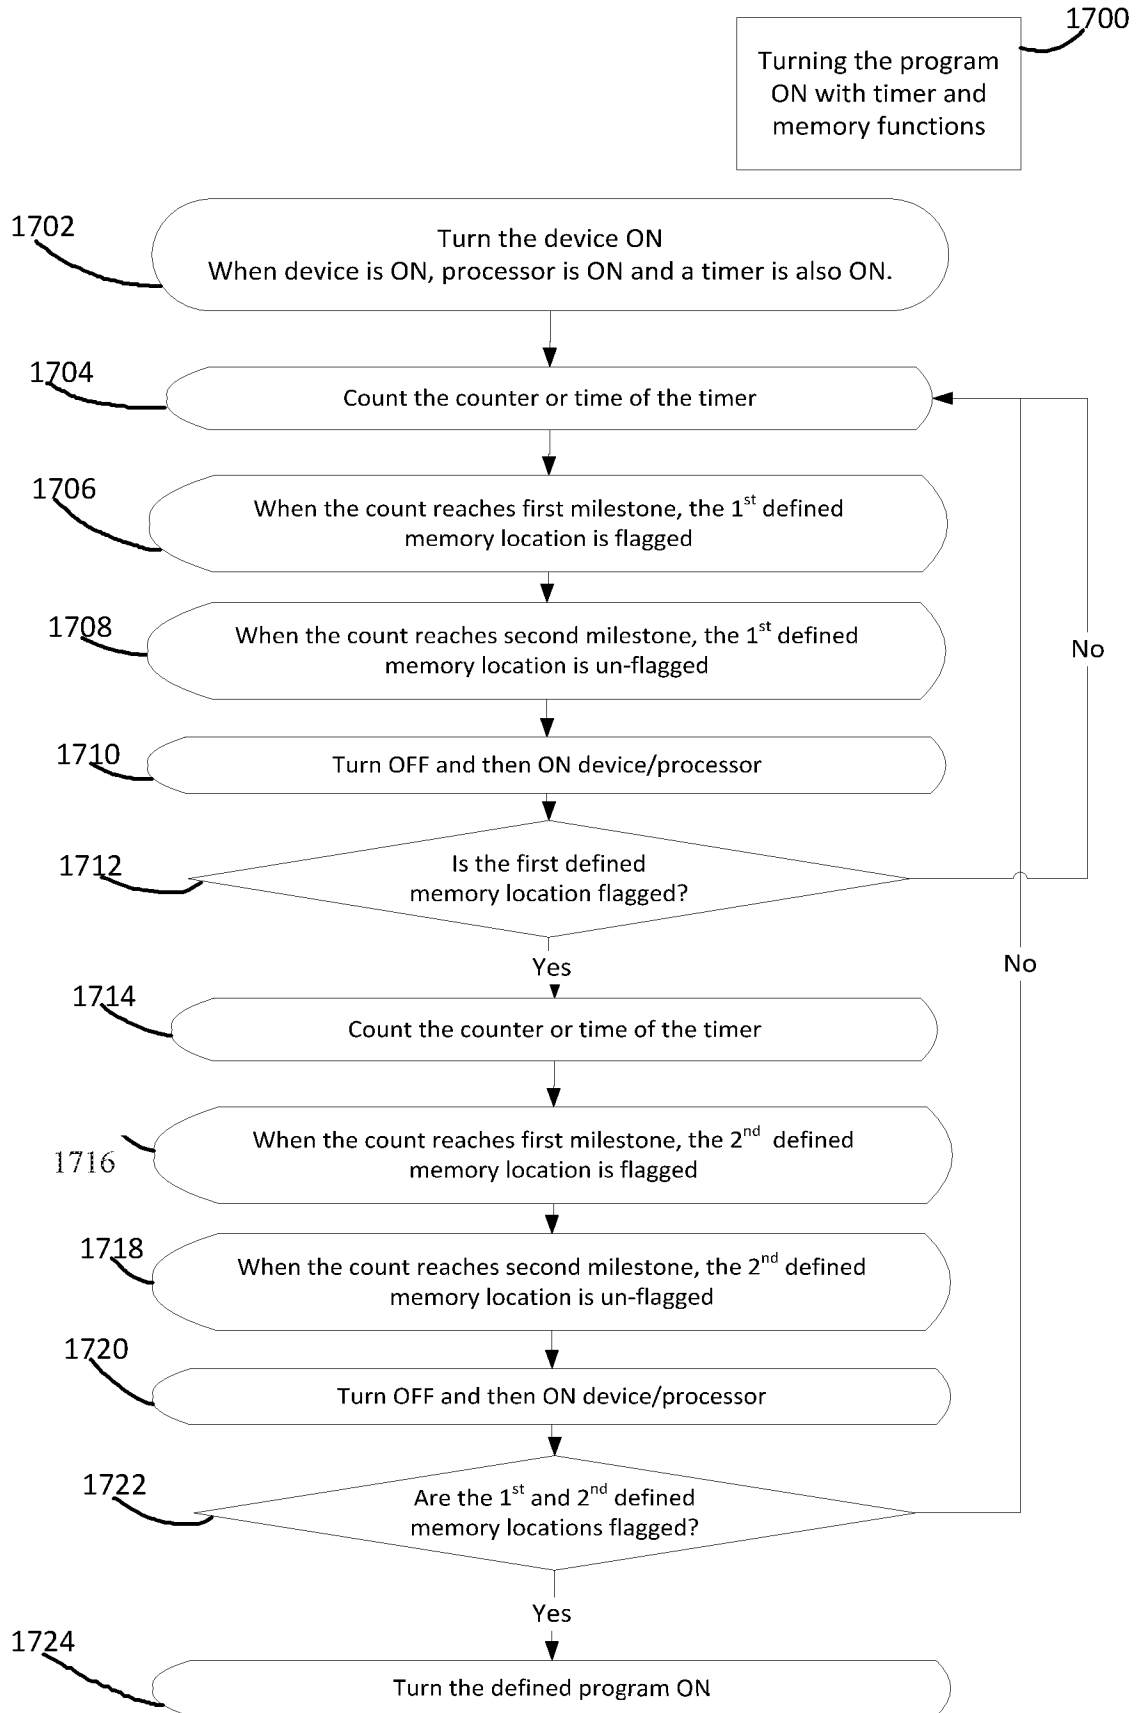 1700
Turning the program
ON with timer and
memory functions
1702
Turn the device ON
When device is ON, processor is ON and a timer is also ON.
1704
Count the counter or time of the timer
1706
When the count reaches first milestone, the 1st defined
memory location is flagged
1708
When the count reaches second milestone, the 1st defined
memory location is un-flagged
No
1710
Turn OFF and then ON device/processor
1712
Is the first defined
memory location flagged?
Yes
No
1714
Count the counter or time of the timer
1716
When the count reaches first milestone, the 2nd defined
memory location is flagged
1718
When the count reaches second milestone, the 2nd defined
memory location is un-flagged
1720
Turn OFF and then ON device/processor
1722
Are the 1st and 2nd defined
memory locations flagged?
Yes
1724
Turn the defined program ON